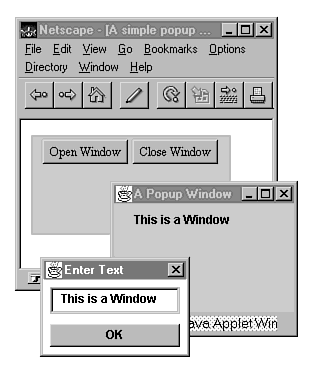 Netscape - [A simple popup ...
File Edit View Go Bookmarks Options
Directory Window Help
Open Window Close Window
A Popup Window
This is a Window
Enter Text
This is a Window
OK
ava Applet Win